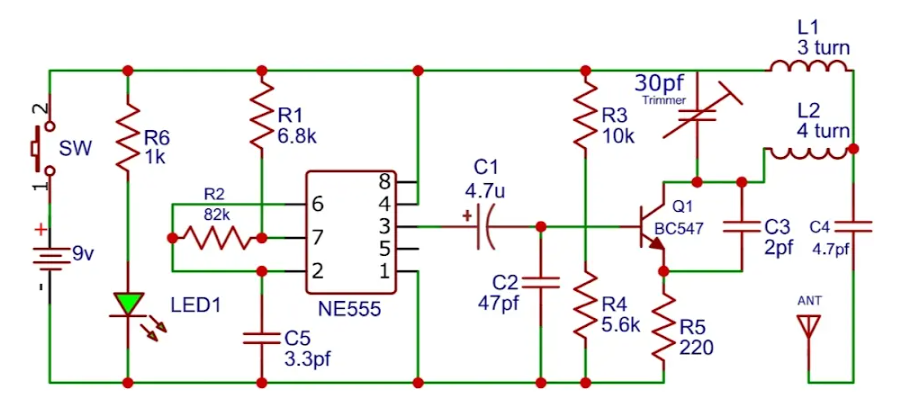 L1
3 turn
30pf
Trimmer
L2
4 turn
2
SW
1
R6
1k
R1
6.8k
R3
10k
R2
82k
C1
4.7u
+
6
7
2
8
4
3
5
1
NE555
Q1
BC547
C3
2pf
C4
4.7pf
+
9v
-
LED1
C2
47pf
R4
5.6k
R5
220
C5
3.3pf
ANT